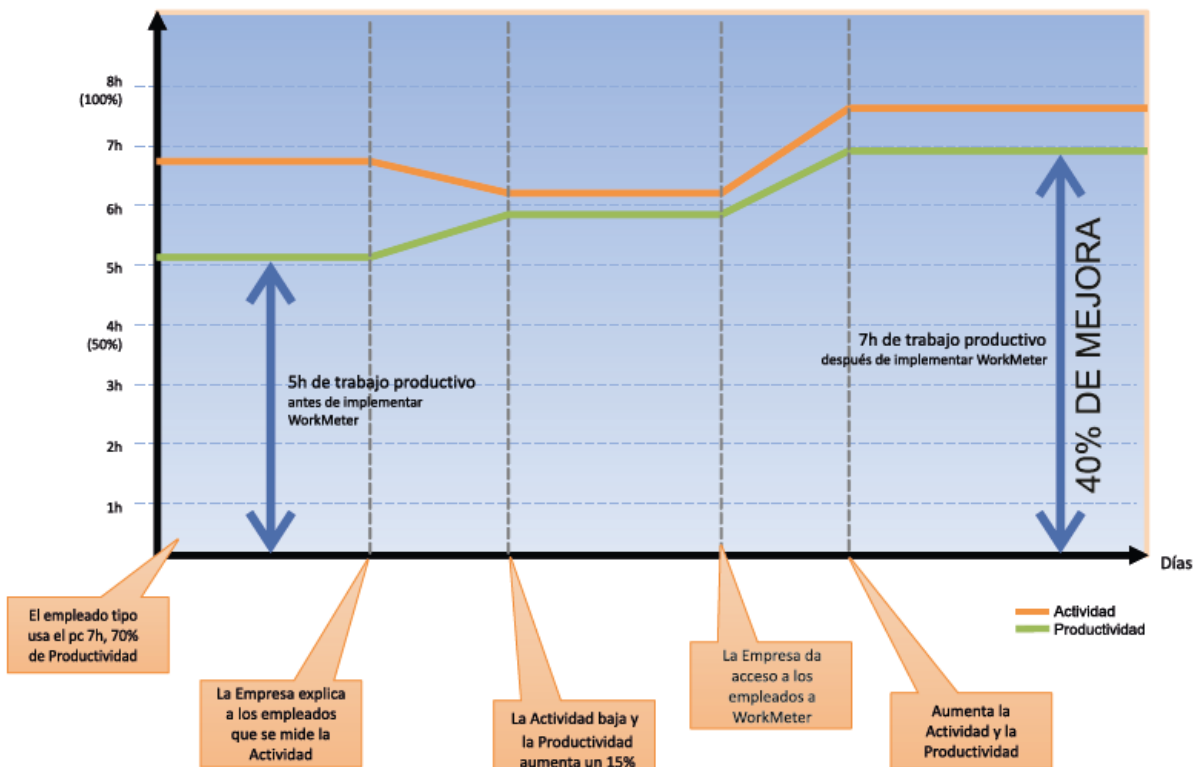 8h
(100%)
7h
6h
5h
4h
(50%)
3h
2h
1h
5h de trabajo productivo
antes de implementar
WorkMeter
7h de trabajo productivo
después de implementar WorkMeter
40% DE MEJORA
Días
Actividad
Productividad
El empleado tipo
usa el pc 7h, 70%
de Productividad
La Empresa explica
a los empleados
que se mide la
Actividad
La Actividad baja y
la Productividad
aumenta un 15%
La Empresa da
acceso a los
empleados a
WorkMeter
Aumenta la
Actividad y la
Productividad